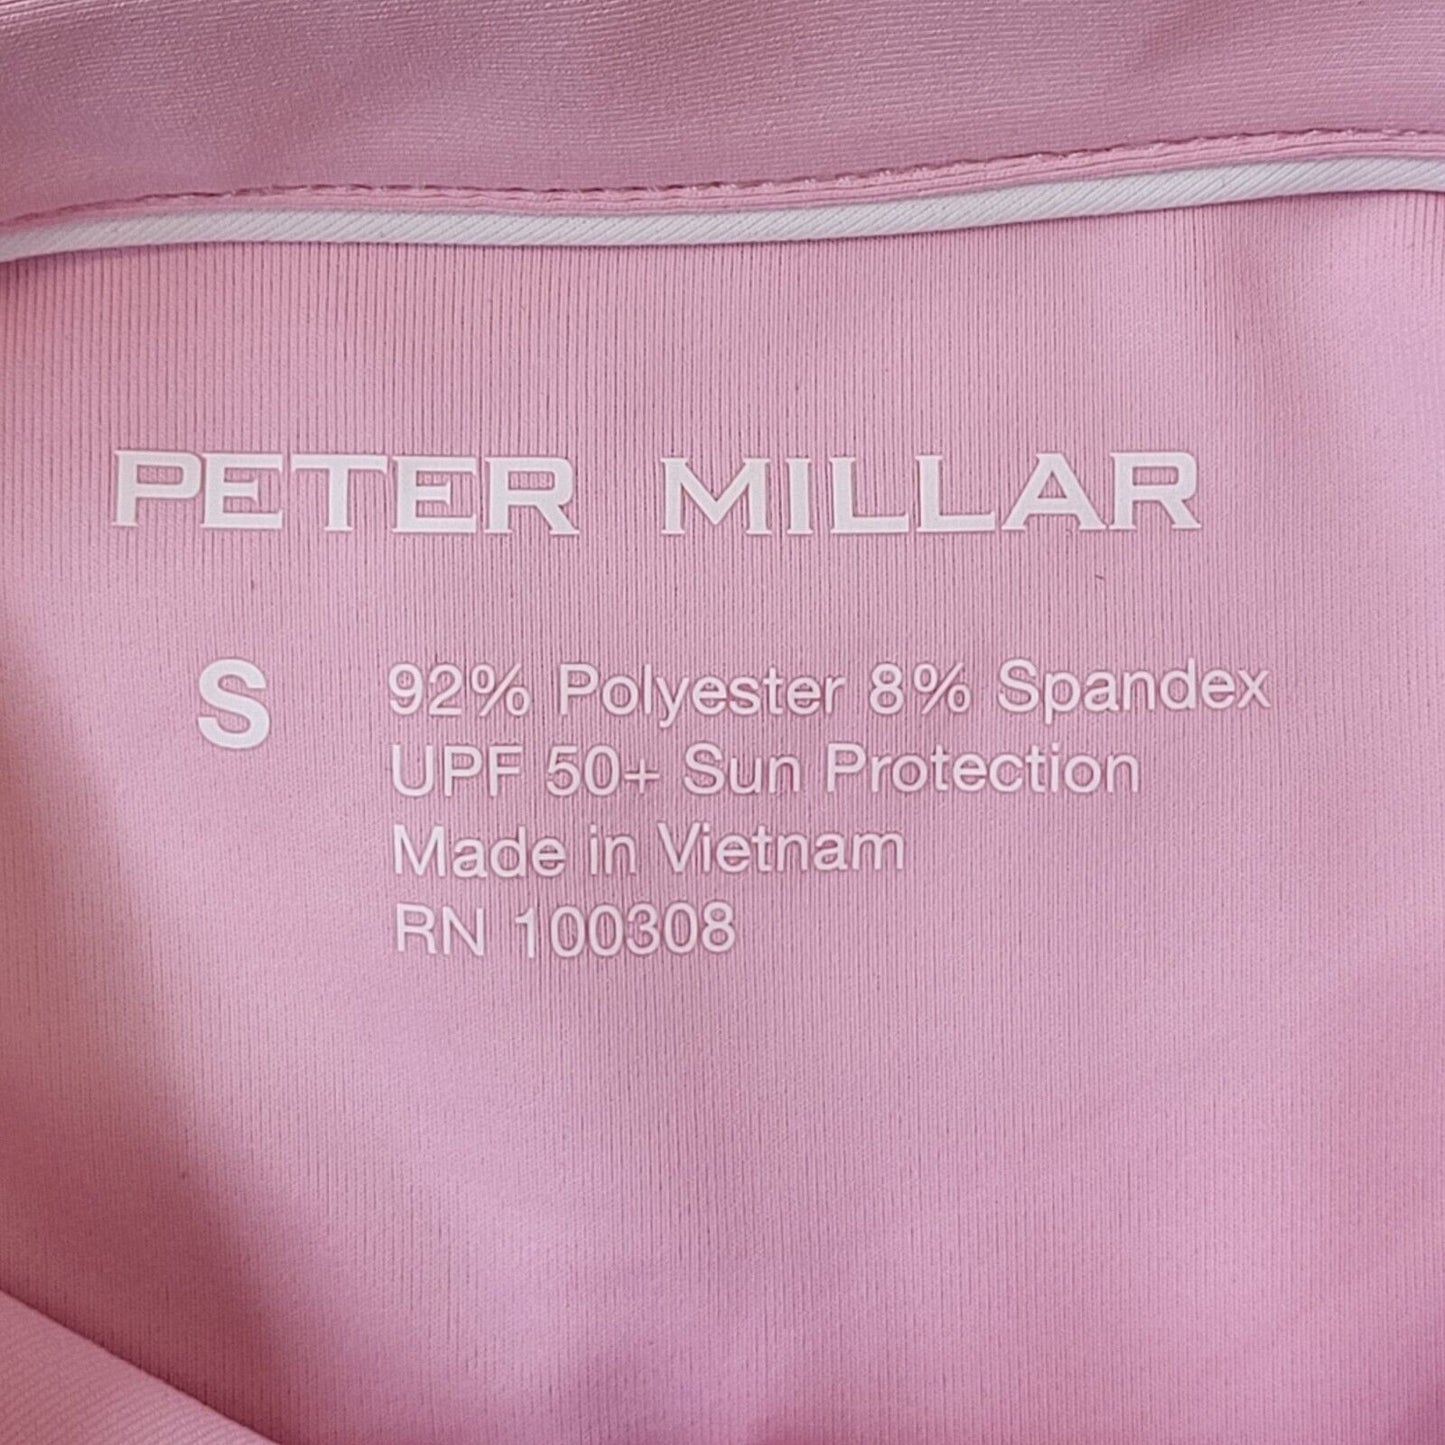 PETER MILLAR
S
92% Polyester 8% Spandex
UPF 50+ Sun Protection
Made in Vietnam
RN 100308